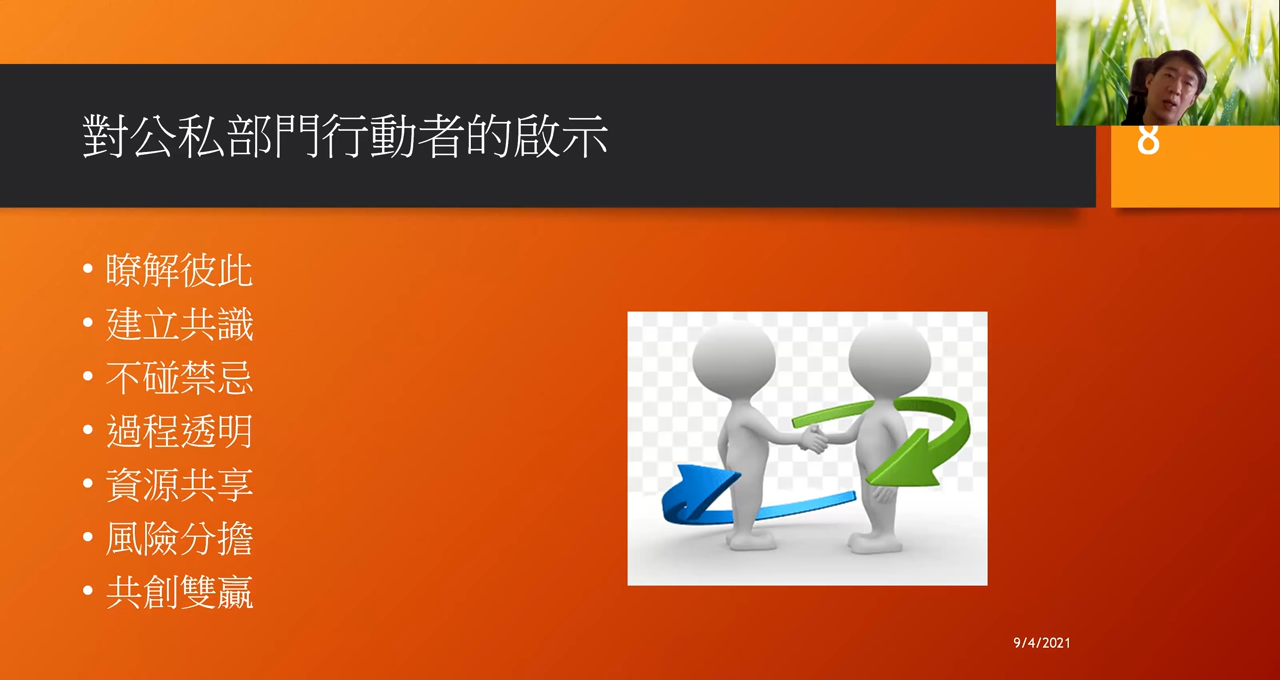 對公私部門行動者的啟示
8
• 瞭解彼此
• 建立共識
• 不碰禁忌
• 過程透明
• 資源共享
• 風險分擔
• 共創雙贏
9/4/2021